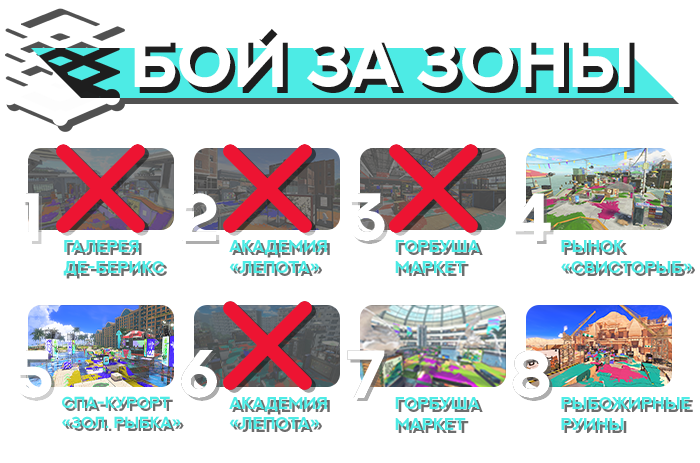 БОЙ ЗА ЗОНЫ
1
ГАЛЕРЕЯ
ДЕ-БЕРИКС
2
АКАДЕМИЯ
«ЛЕПОТА»
3
ГОРБУША
МАРКЕТ
4
РЫНОК
«СВИСТОРЫБ»
5
СПА-КУРОРТ
«ЗОЛ. РЫБКА»
6
АКАДЕМИЯ
«ЛЕПОТА»
7
ГОРБУША
МАРКЕТ
8
РЫБОЖИРНЫЕ
РУИНЫ